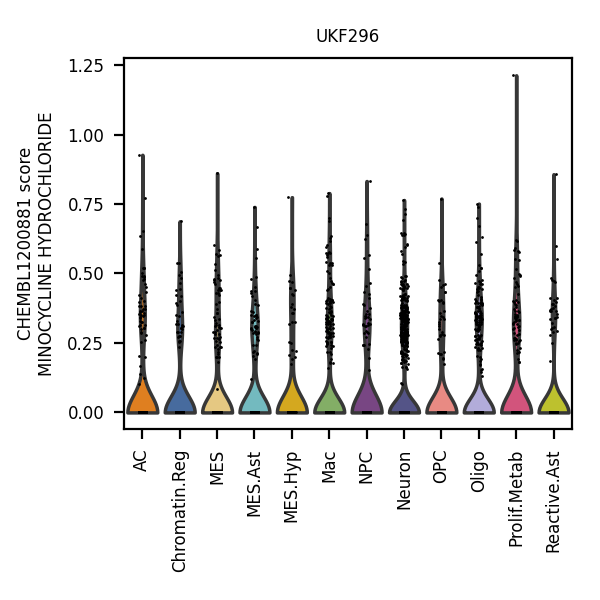 UKF296
CHEMBL1200881 score
MINOCYCLINE HYDROCHLORIDE
1.25
1.00
0.75
0.50
0.25
0.00
AC
Chromatin.Reg
MES
MES.Ast
MES.Hyp
Mac
NPC
Neuron
OPC
Oligo
Prolif.Metab
Reactive.Ast